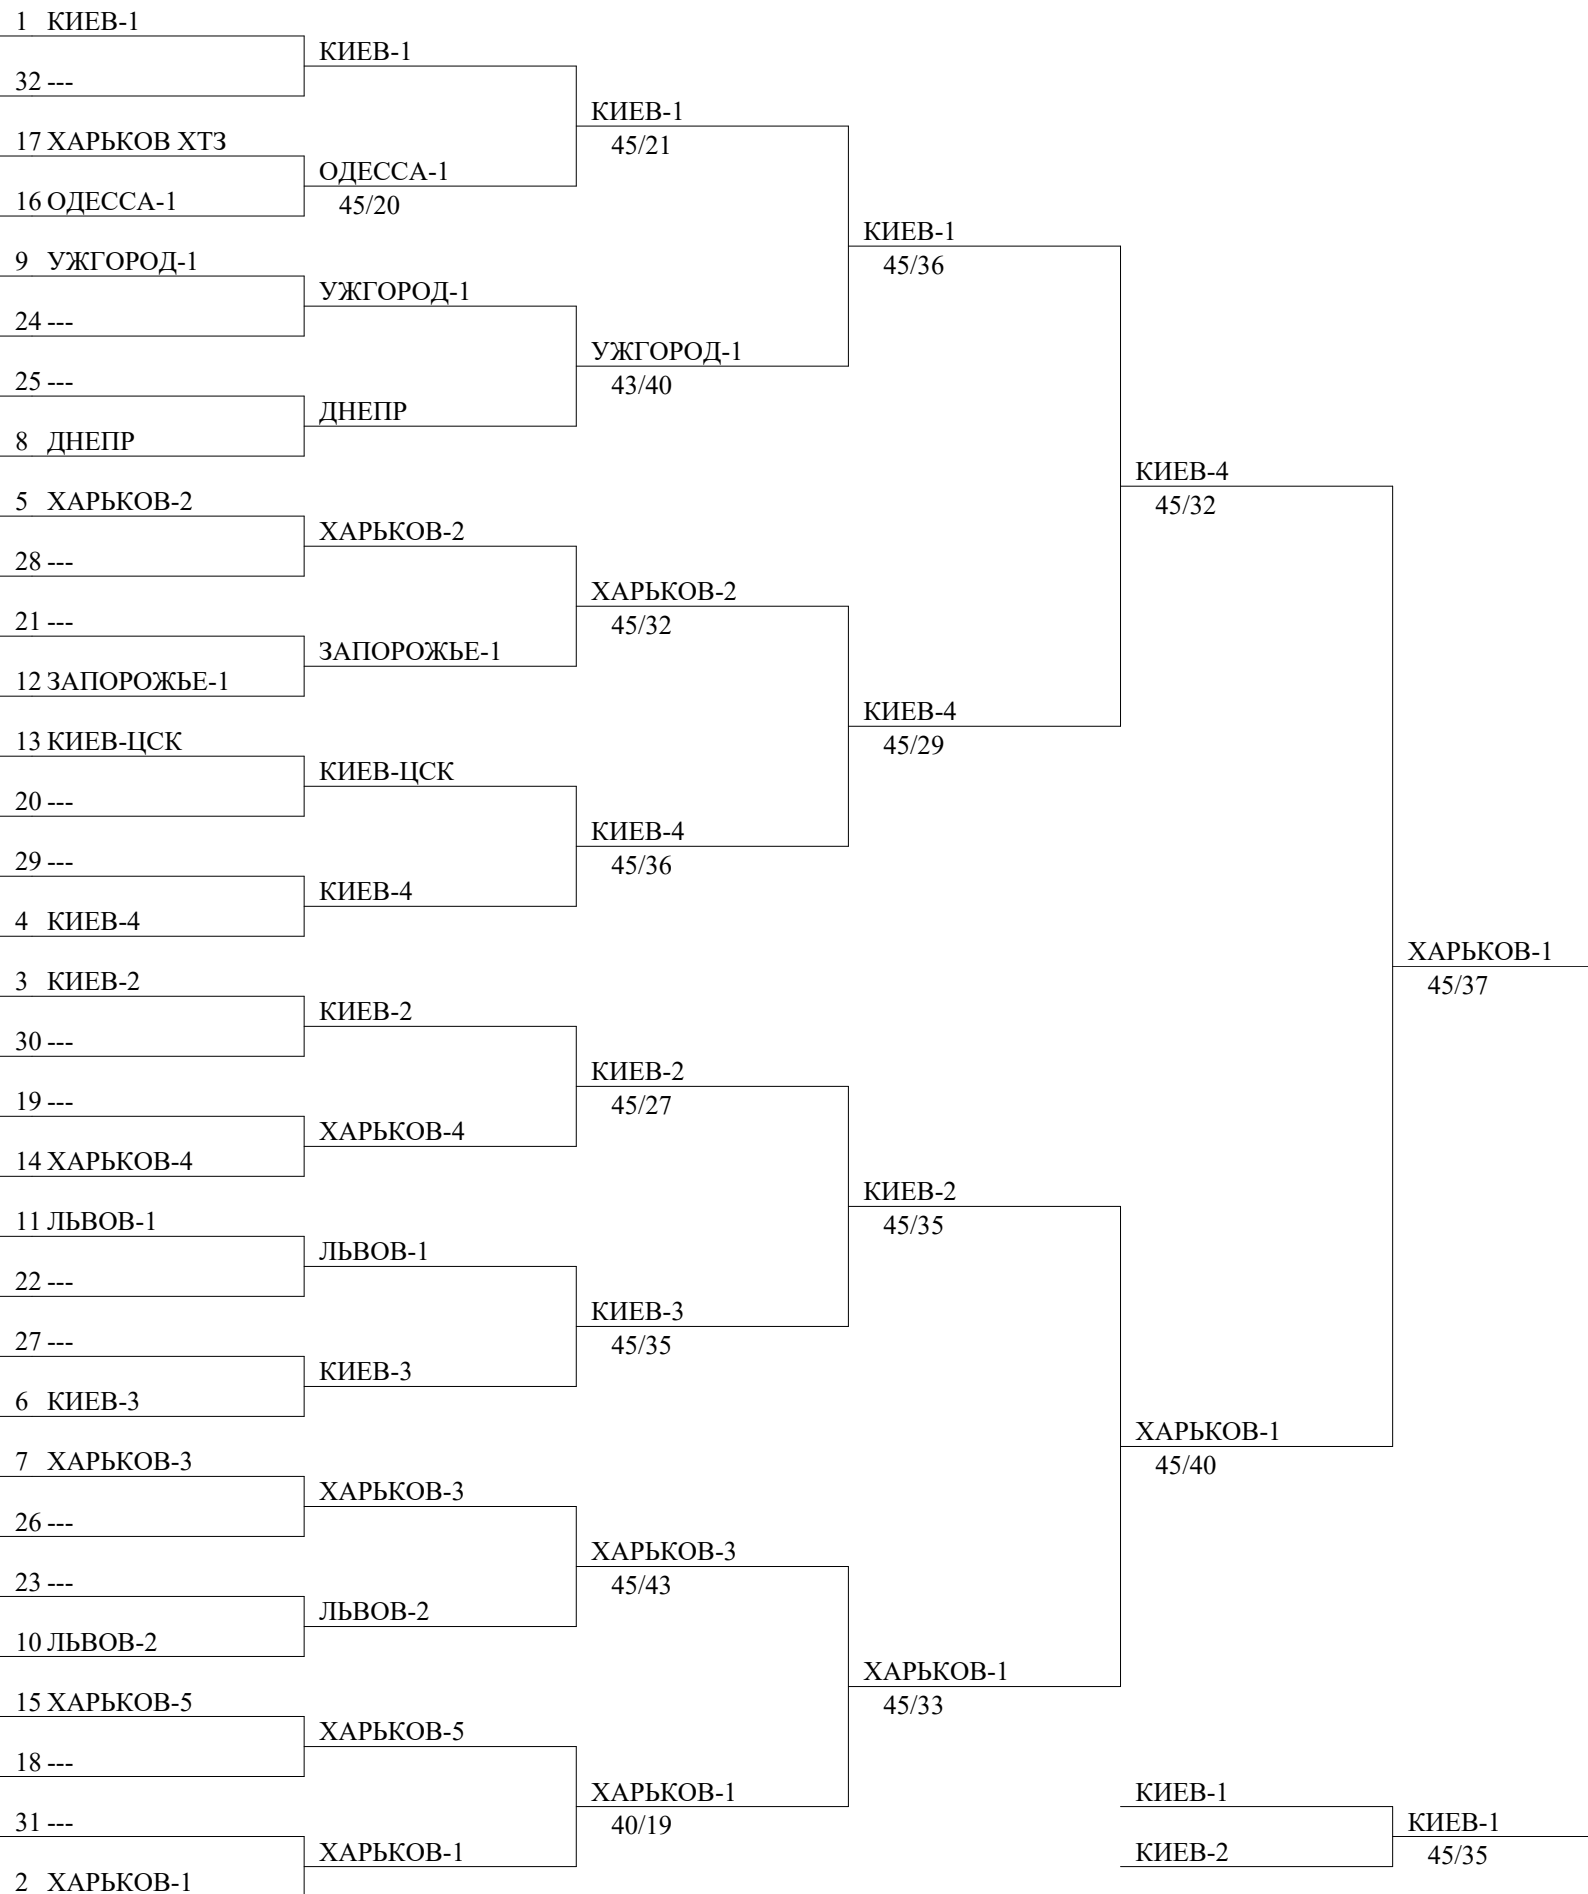 1 КИЕВ-1
32 ---
17 ХАРЬКОВ ХТЗ
16 ОДЕССА-1
9 УЖГОРОД-1
24 ---
25 ---
8 ДНЕПР
5 ХАРЬКОВ-2
28 ---
21 ---
12 ЗАПОРОЖЬЕ-1
13 КИЕВ-ЦСК
20 ---
29 ---
4 КИЕВ-4
3 КИЕВ-2
30 ---
19 ---
14 ХАРЬКОВ-4
11 ЛЬВОВ-1
22 ---
27 ---
6 КИЕВ-3
7 ХАРЬКОВ-3
26 ---
23 ---
10 ЛЬВОВ-2
15 ХАРЬКОВ-5
18 ---
31 ---
2 ХАРЬКОВ-1
КИЕВ-1
ОДЕССА-1
45/20
УЖГОРОД-1
ДНЕПР
ХАРЬКОВ-2
ЗАПОРОЖЬЕ-1
КИЕВ-ЦСК
КИЕВ-4
КИЕВ-2
ХАРЬКОВ-4
ЛЬВОВ-1
КИЕВ-3
ХАРЬКОВ-3
ЛЬВОВ-2
ХАРЬКОВ-5
ХАРЬКОВ-1
КИЕВ-1
45/21
УЖГОРОД-1
43/40
ХАРЬКОВ-2
45/32
КИЕВ-4
45/36
КИЕВ-2
45/27
КИЕВ-3
45/35
ХАРЬКОВ-3
45/43
ХАРЬКОВ-1
40/19
КИЕВ-1
45/36
КИЕВ-4
45/29
КИЕВ-2
45/35
ХАРЬКОВ-1
45/33
КИЕВ-4
45/32
ХАРЬКОВ-1
45/40
ХАРЬКОВ-1
45/37
КИЕВ-1
КИЕВ-2
КИЕВ-1
45/35